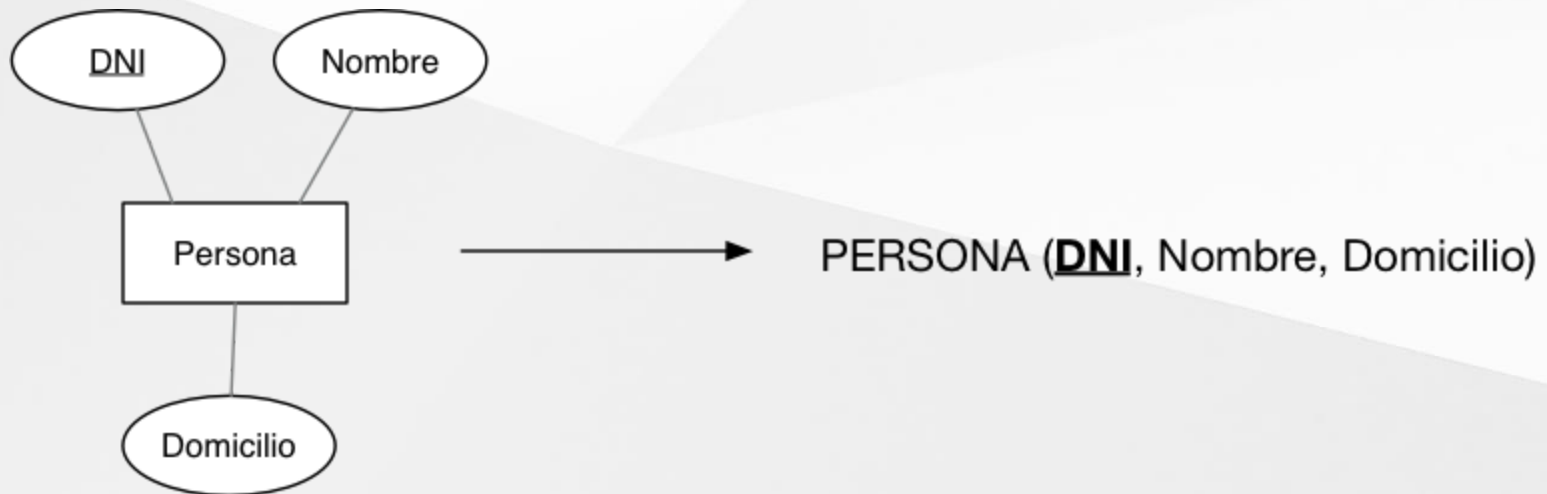 DNI
Nombre
Persona
PERSONA (DNI, Nombre, Domicilio)
Domicilio